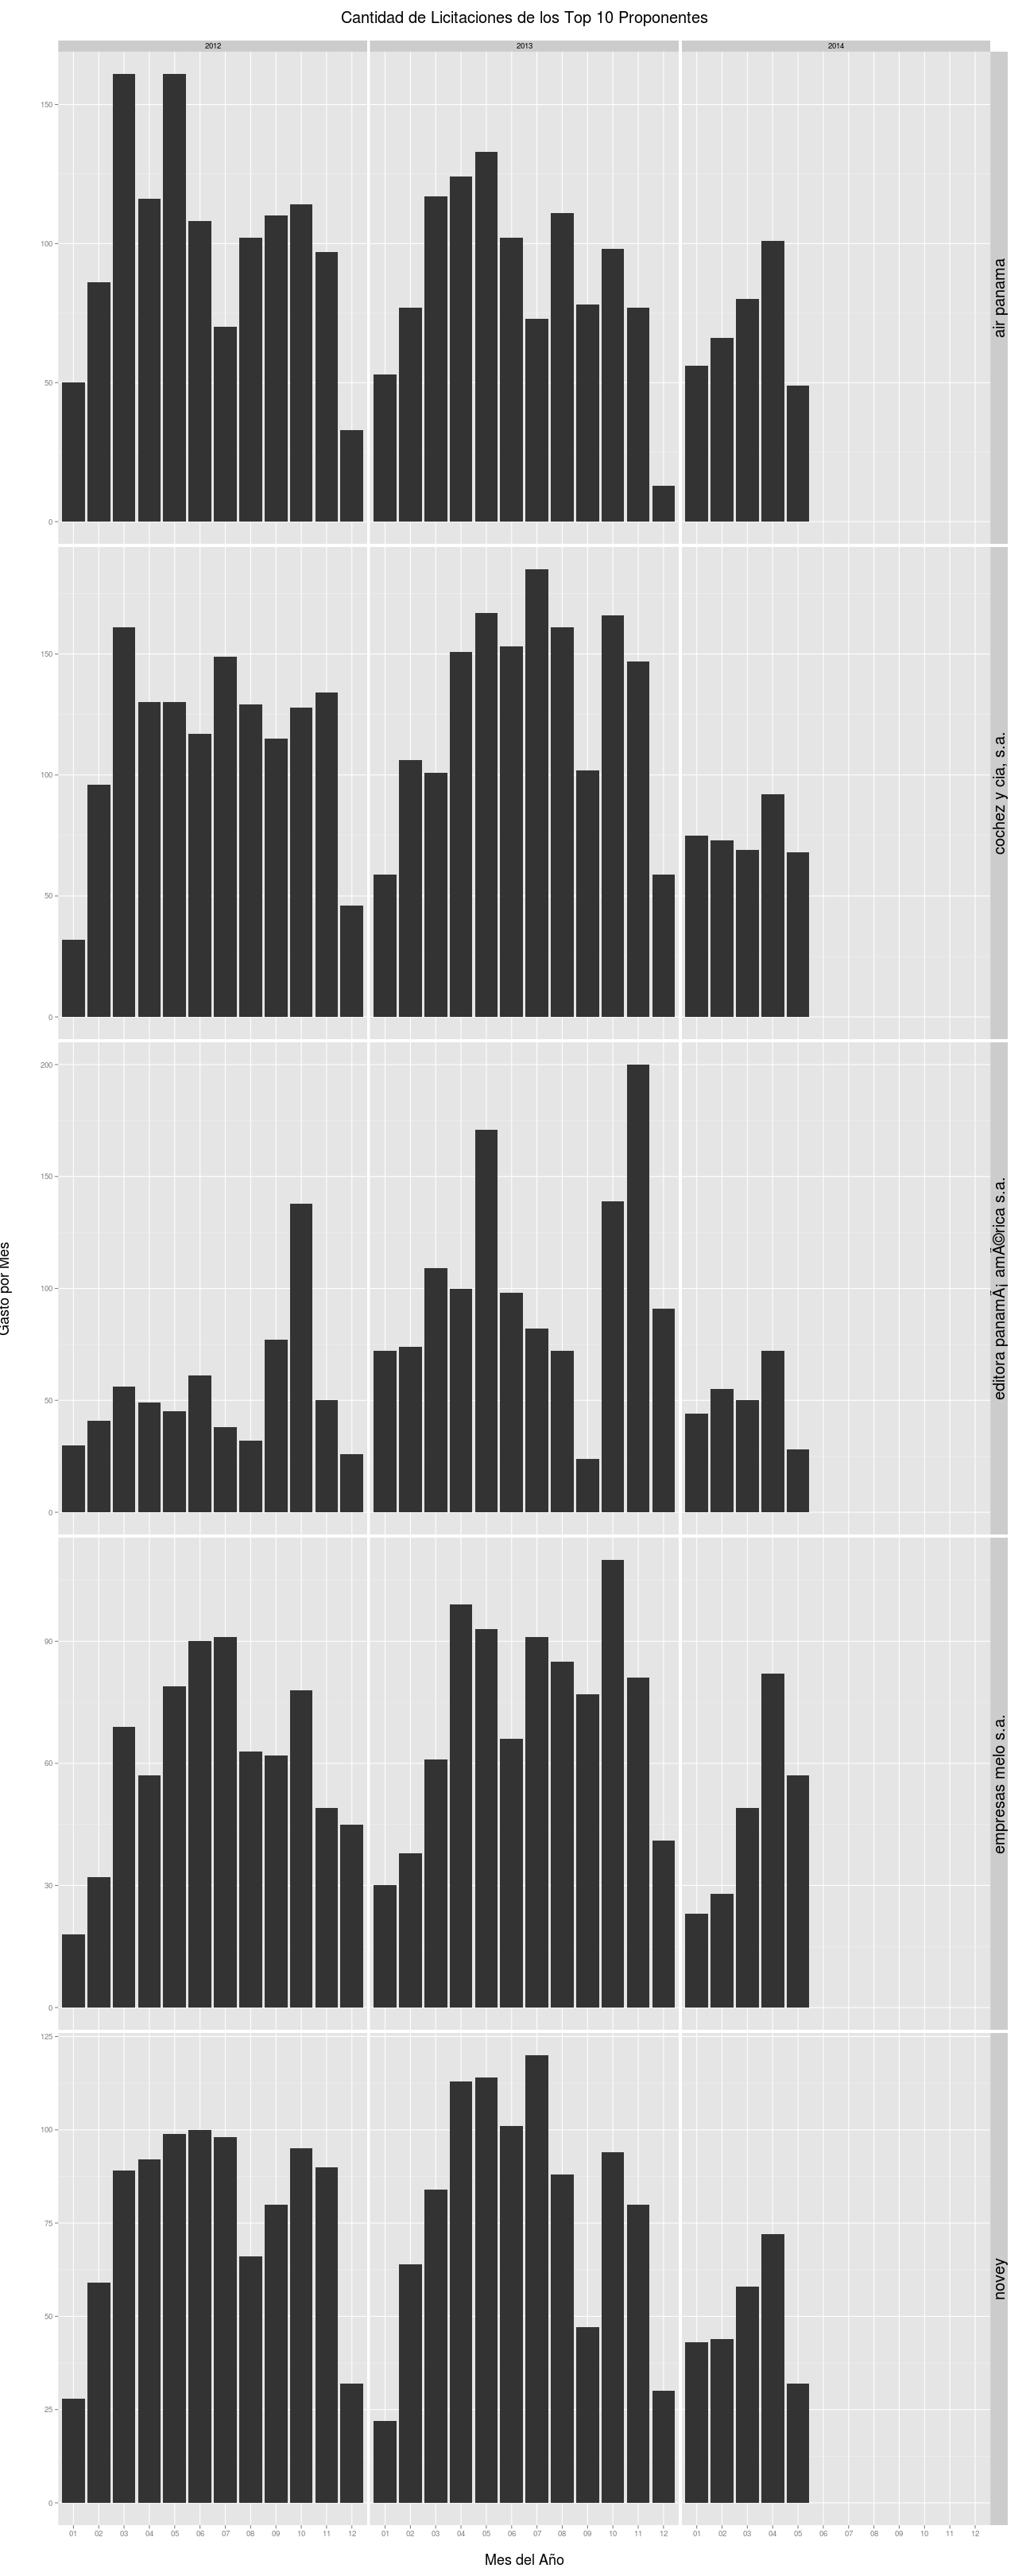 Cantidad de Licitaciones de los Top 10 Proponentes
2012 2013 2014
150
100
50
0
air panama
150
100
50
0
cochez y cia, s.a.
200
150
100
50
0
editora panamÃ¡ amÃ©rica s.a.
90
60
30
0
empresas melo s.a.
125
100
75
50
25
0
novey
Gasto por Mes
01 02 03 04 05 06 07 08 09 10 11 12 01 02 03 04 05 06 07 08 09 10 11 12 01 02 03 04 05 06 07 08 09 10 11 12
Mes del Año